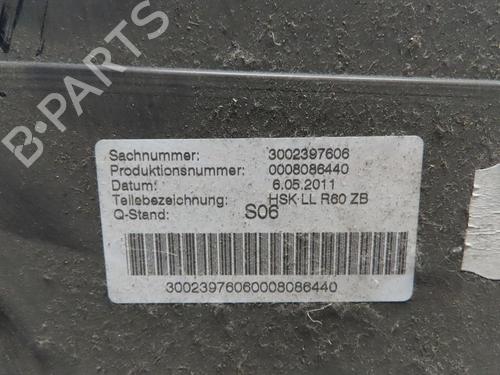 B-PARTS
Sachnummer: 3002397606
Produktionsnummer: 0008086440
Datum: 6.05.2011
Teilebezeichnung: HSK LL R60 ZB
Q-Stand: S06
30023976060008086440